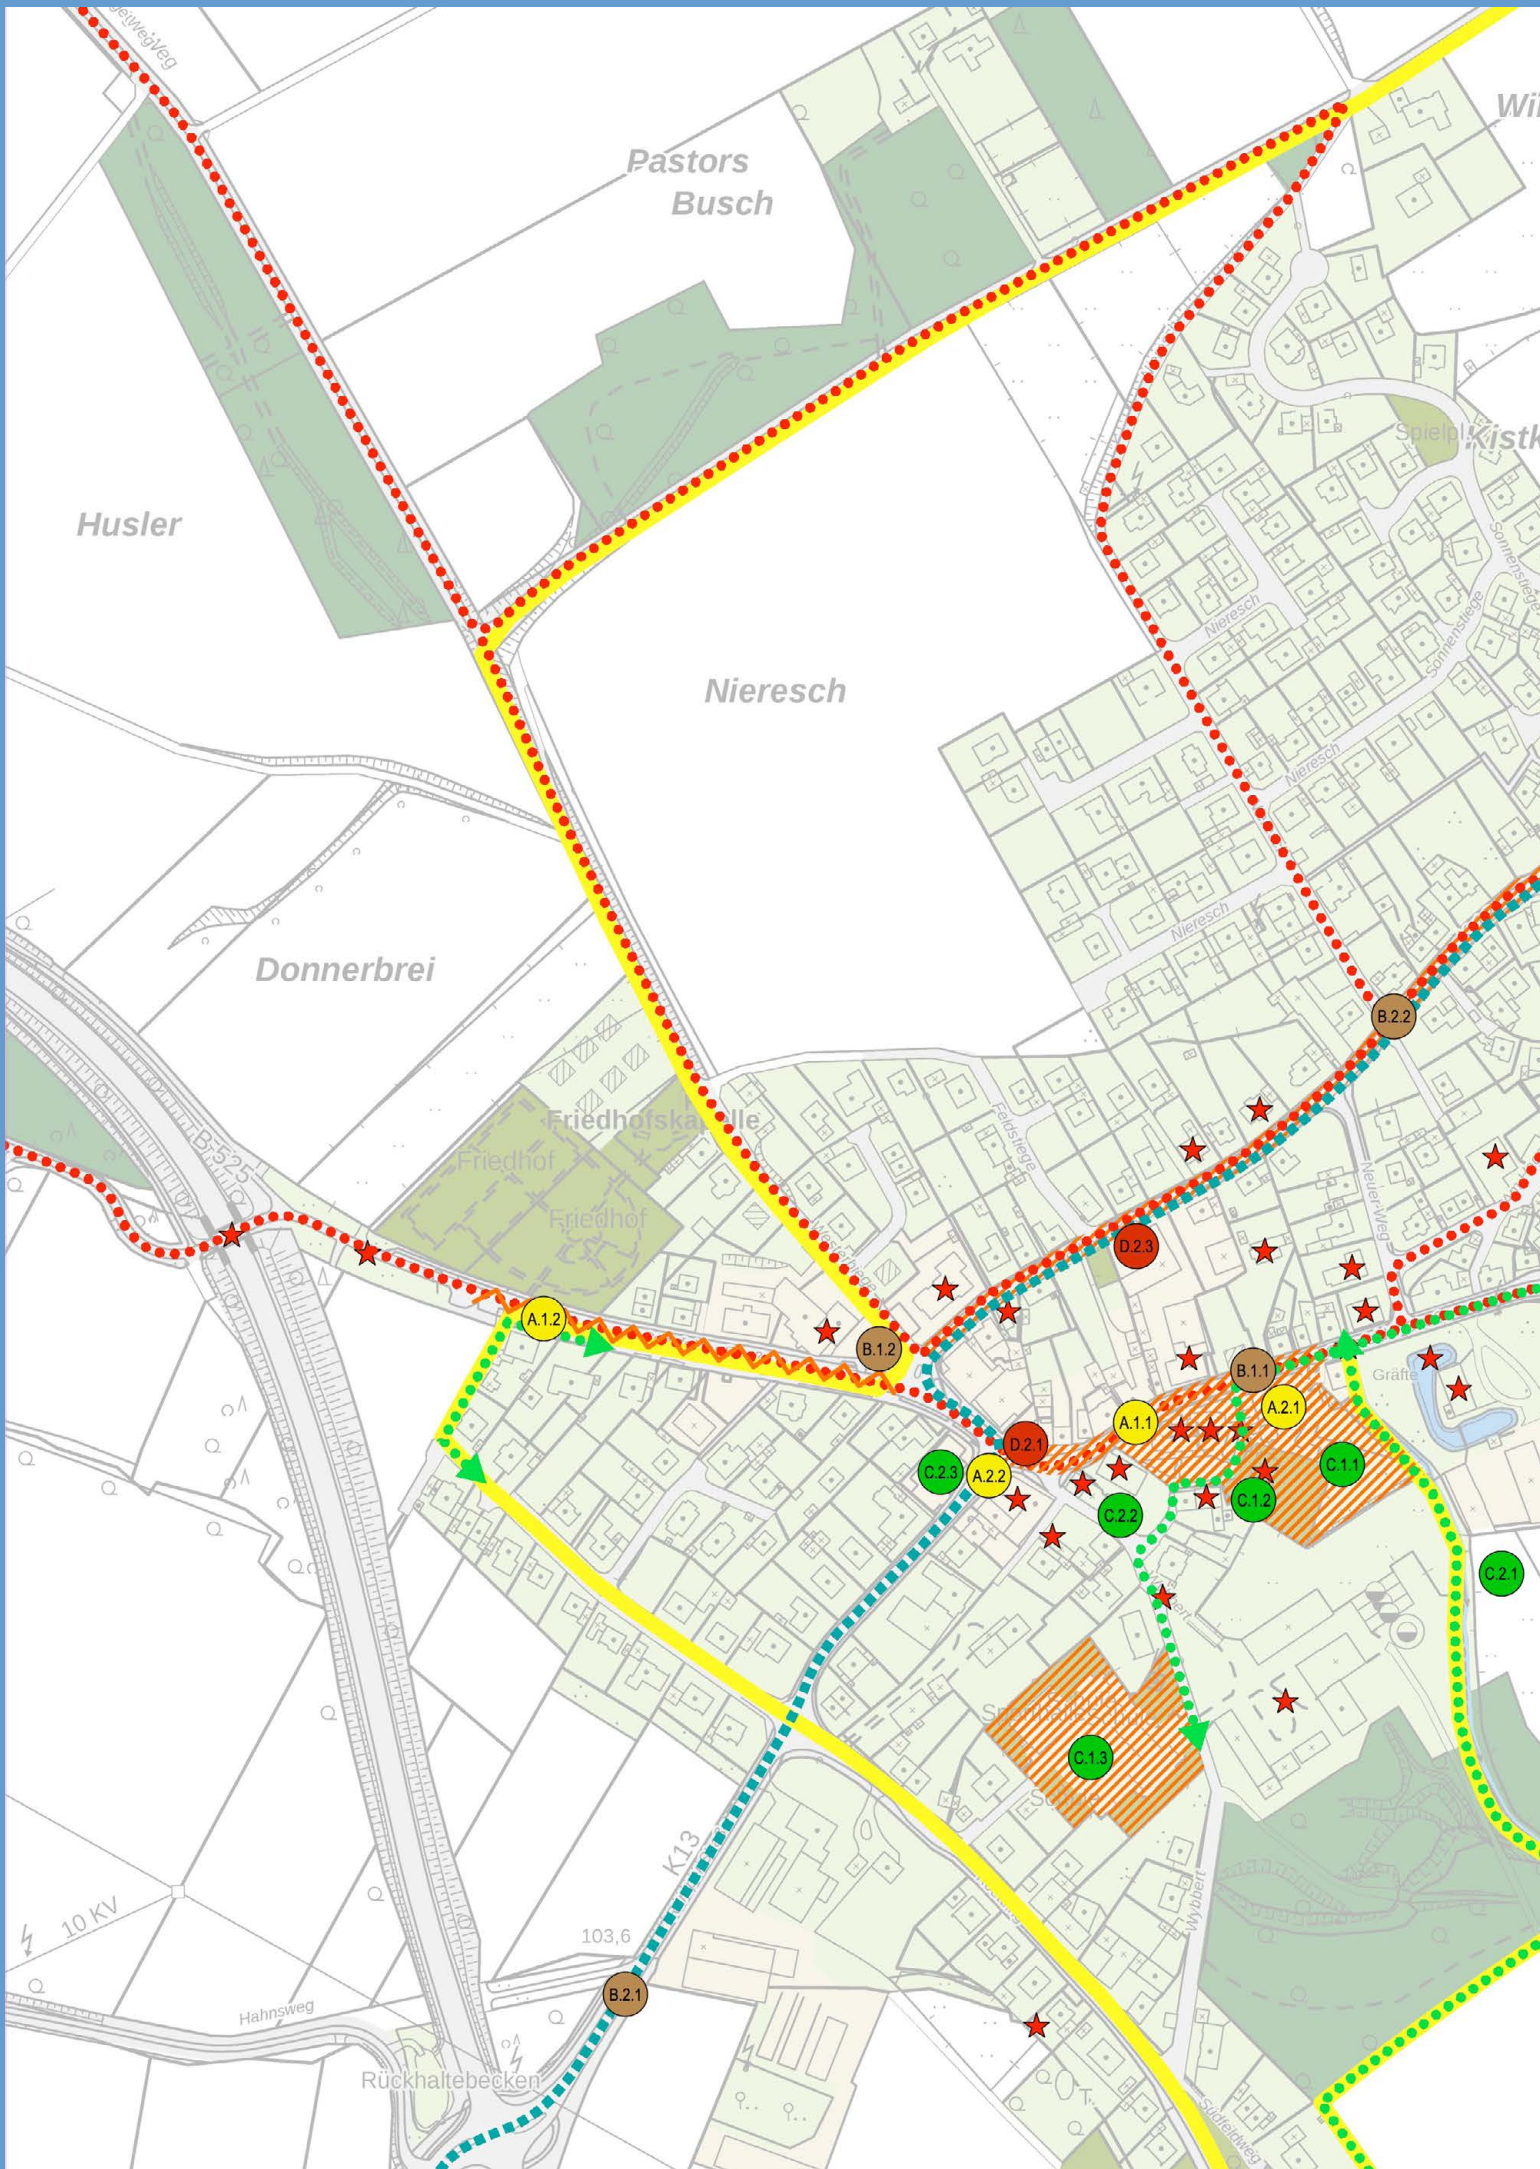 Pastors
Busch
Husler
Spielpl
Nieresch
Sonnenstiege
Sonnenstiege
Nieresch
Nieresch
Nieresch
Donnerbrei
B.2.2
Friedhofskapelle
Feldstiege
B 525
Friedhof
Neuer-Weg
Friedhof
D.2.3
A.1.2
B.1.2
B.1.1
Gräfte
A.2.1
A.1.1
D.2.1
C.2.3
A.2.2
C.1.1
C.1.2
C.2.2
C.2.1
C.1.3
K13
Wybbert
10 KV
103,6
B.2.1
Hahnsweg
Rückhaltebecken
Südfeldweg